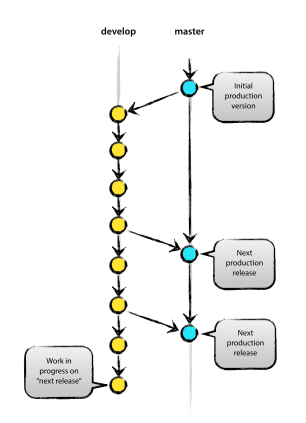 develop
master
Initial
production
version
Next
production
release
Next
production
release
Work in
progress on
"next release"